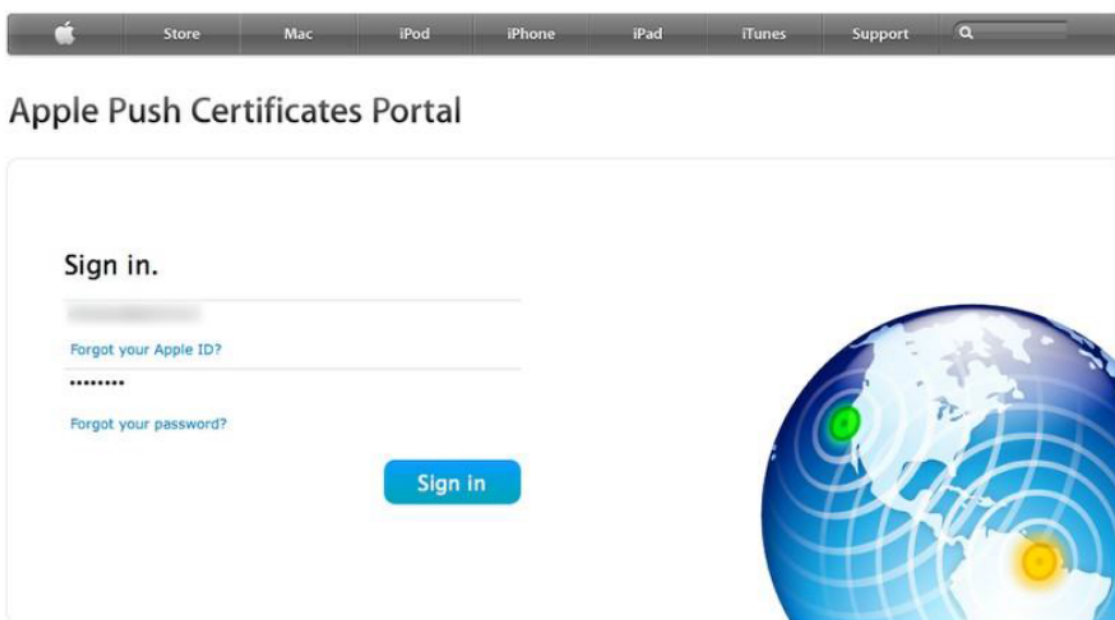 Store Mac iPod iPhone iPad iTunes Support
Apple Push Certificates Portal
Sign in.
Forgot your Apple ID?
••••••••
Forgot your password?
Sign in